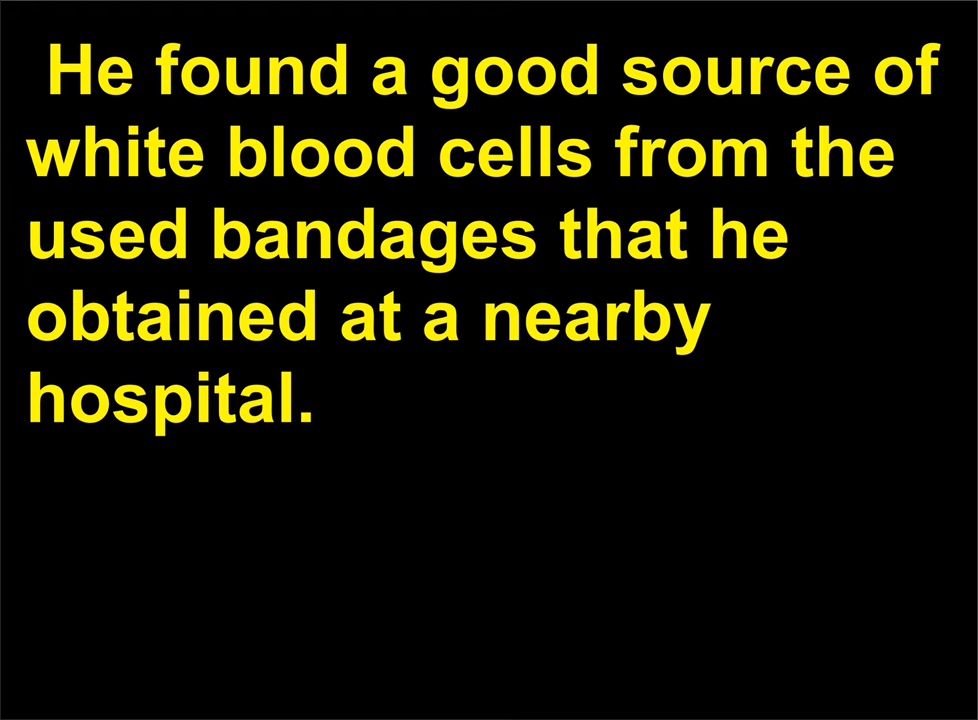 He found a good source of
white blood cells from the
used bandages that he
obtained at a nearby
hospital.